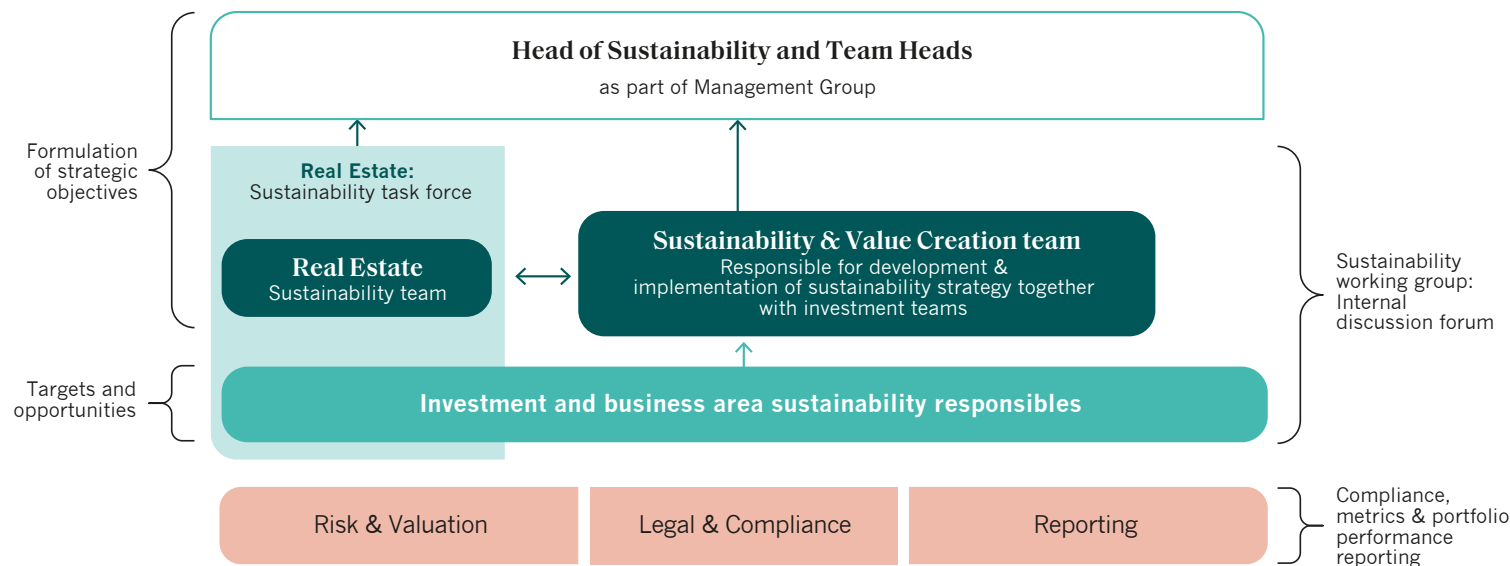 Head of Sustainability and Team Heads
as part of Management Group
Formulation
of strategic
objectives
Real Estate:
Sustainability task force
Real Estate
Sustainability team
Sustainability & Value Creation team
Responsible for development &
implementation of sustainability strategy together
with investment teams
Sustainability
working group:
Internal
discussion forum
Targets and
opportunities
Investment and business area sustainability responsibles
Risk & Valuation
Legal & Compliance
Reporting
Compliance,
metrics & portfolio
performance
reporting